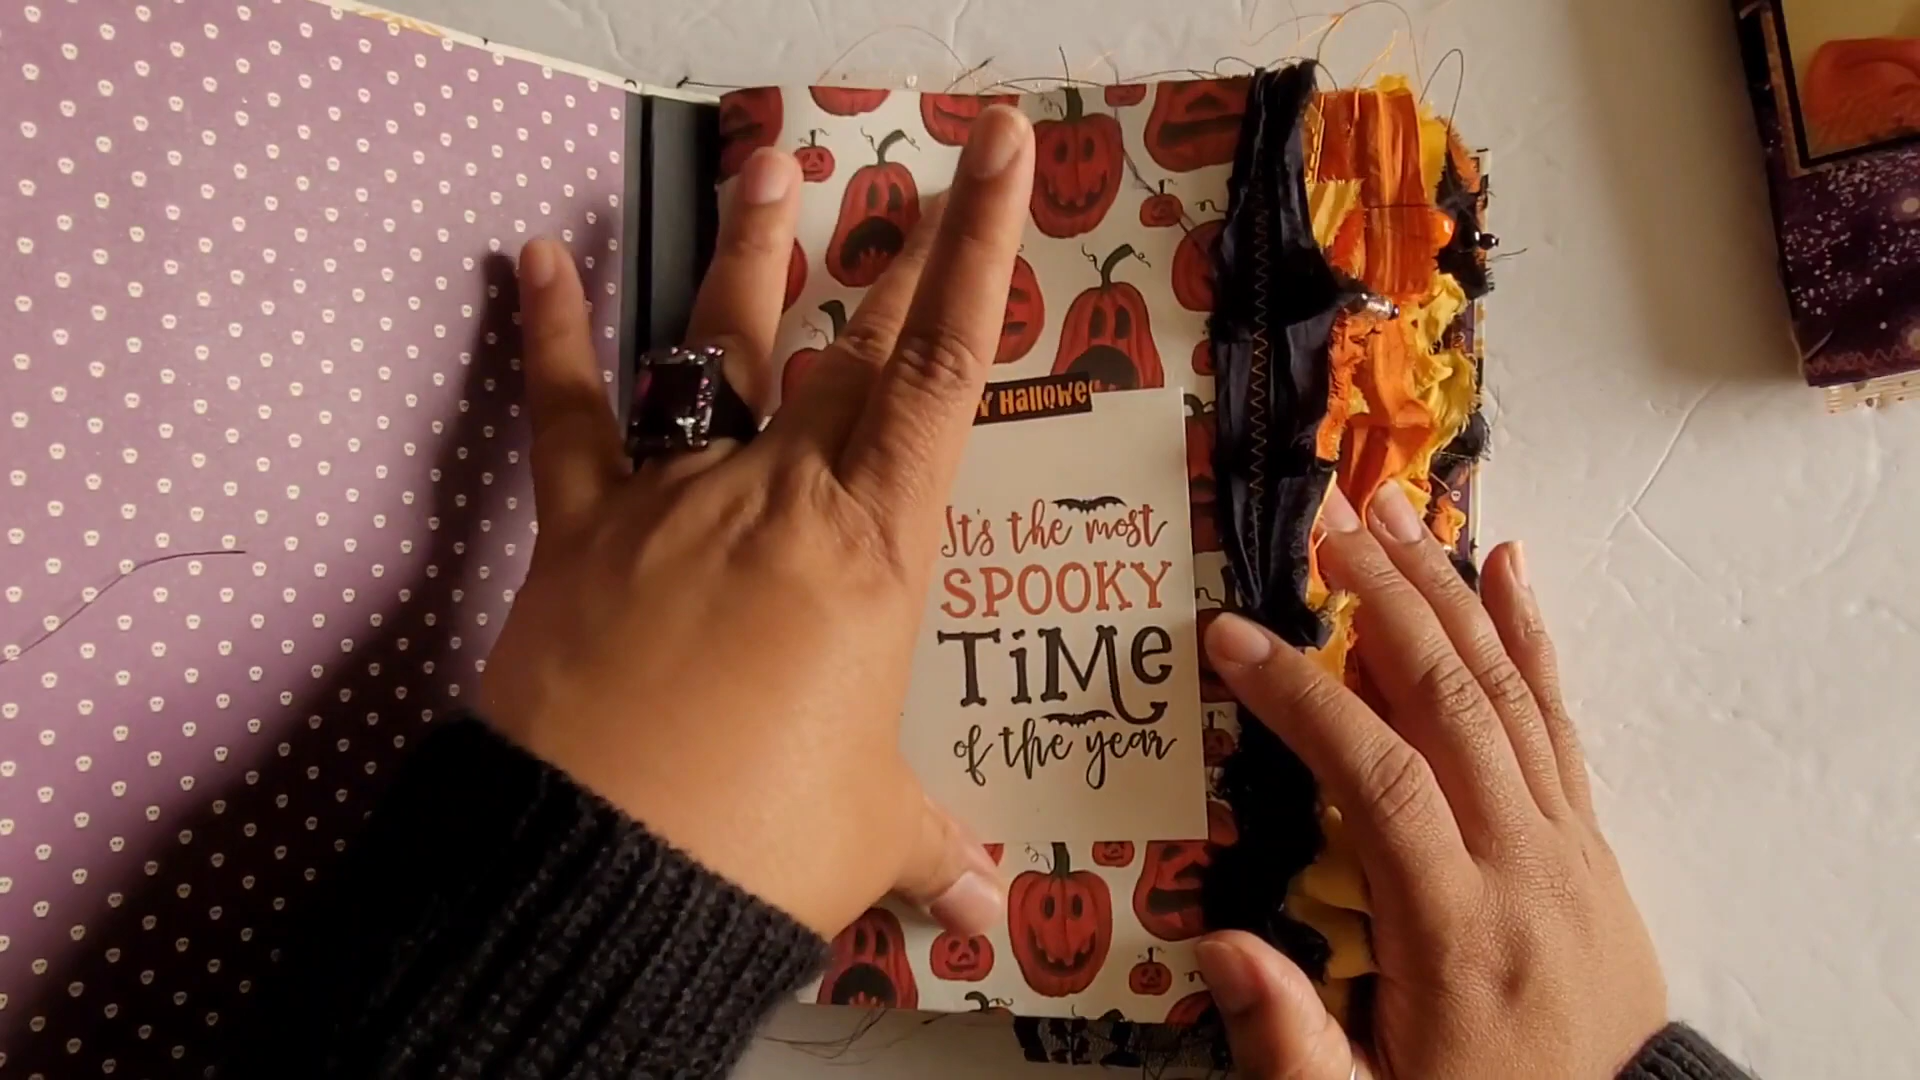 Hallowe
It's the most
SPOOKY
TiMe
of the year